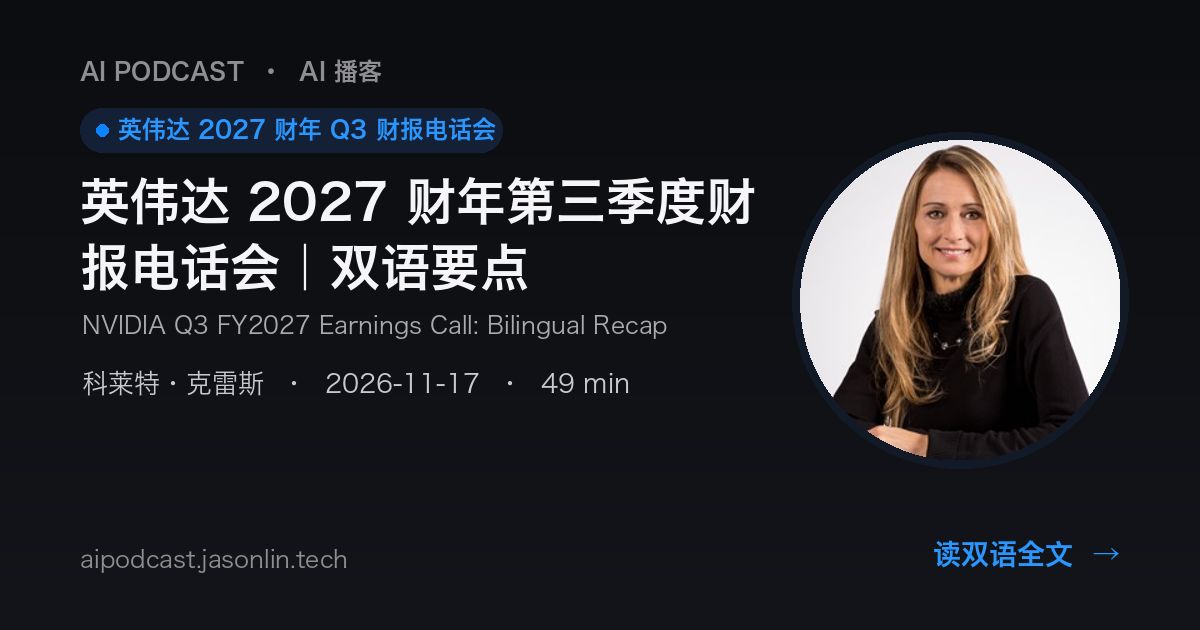 AI PODCAST · AI 播客
英伟达 2027 财年 Q3 财报电话会
英伟达 2027 财年第三季度财
报电话会｜双语要点
NVIDIA Q3 FY2027 Earnings Call: Bilingual Recap
科莱特·克雷斯 · 2026-11-17 · 49 min
aipodcast.jasonlin.tech
读双语全文 →